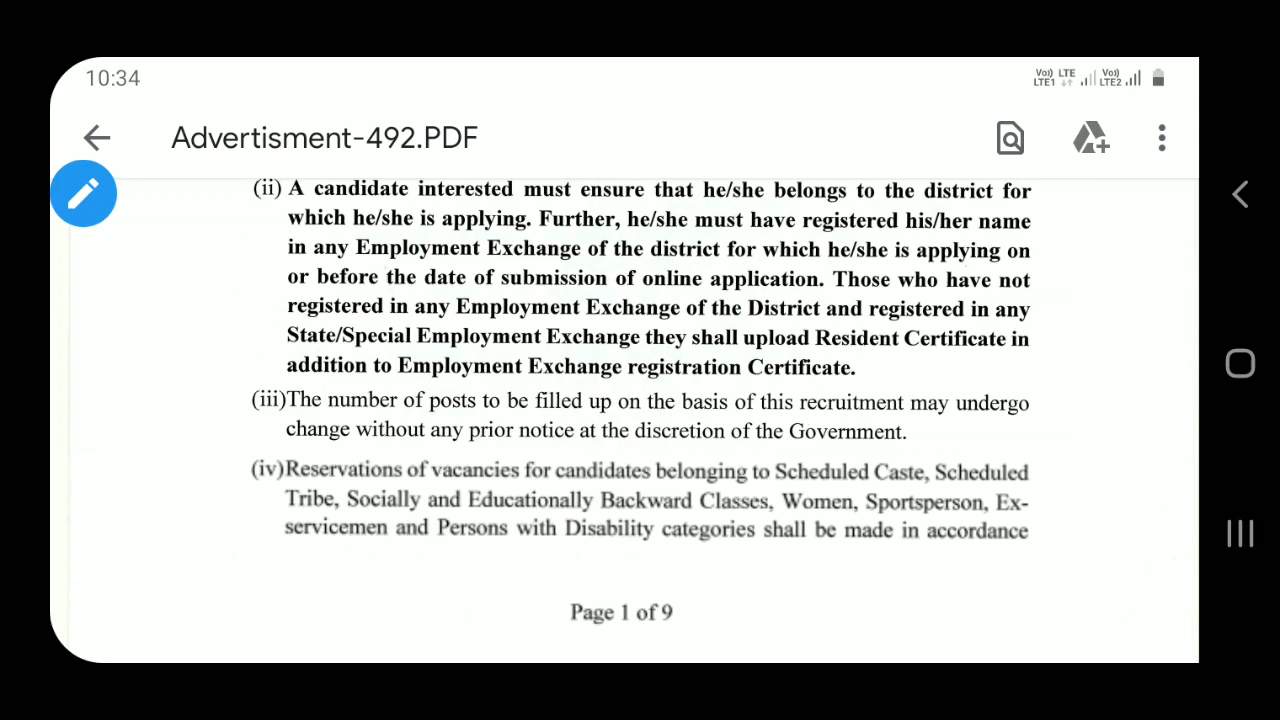 10:34
Vo) LTE Vo)
LTE1 LTE2
Advertisment-492.PDF
(ii) A candidate interested must ensure that he/she belongs to the district for
which he/she is applying. Further, he/she must have registered his/her name
in any Employment Exchange of the district for which he/she is applying on
or before the date of submission of online application. Those who have not
registered in any Employment Exchange of the District and registered in any
State/Special Employment Exchange they shall upload Resident Certificate in
addition to Employment Exchange registration Certificate.
(iii)The number of posts to be filled up on the basis of this recruitment may undergo
change without any prior notice at the discretion of the Government.
(iv)Reservations of vacancies for candidates belonging to Scheduled Caste, Scheduled
Tribe, Socially and Educationally Backward Classes, Women, Sportsperson, Ex-
servicemen and Persons with Disability categories shall be made in accordance
Page 1 of 9